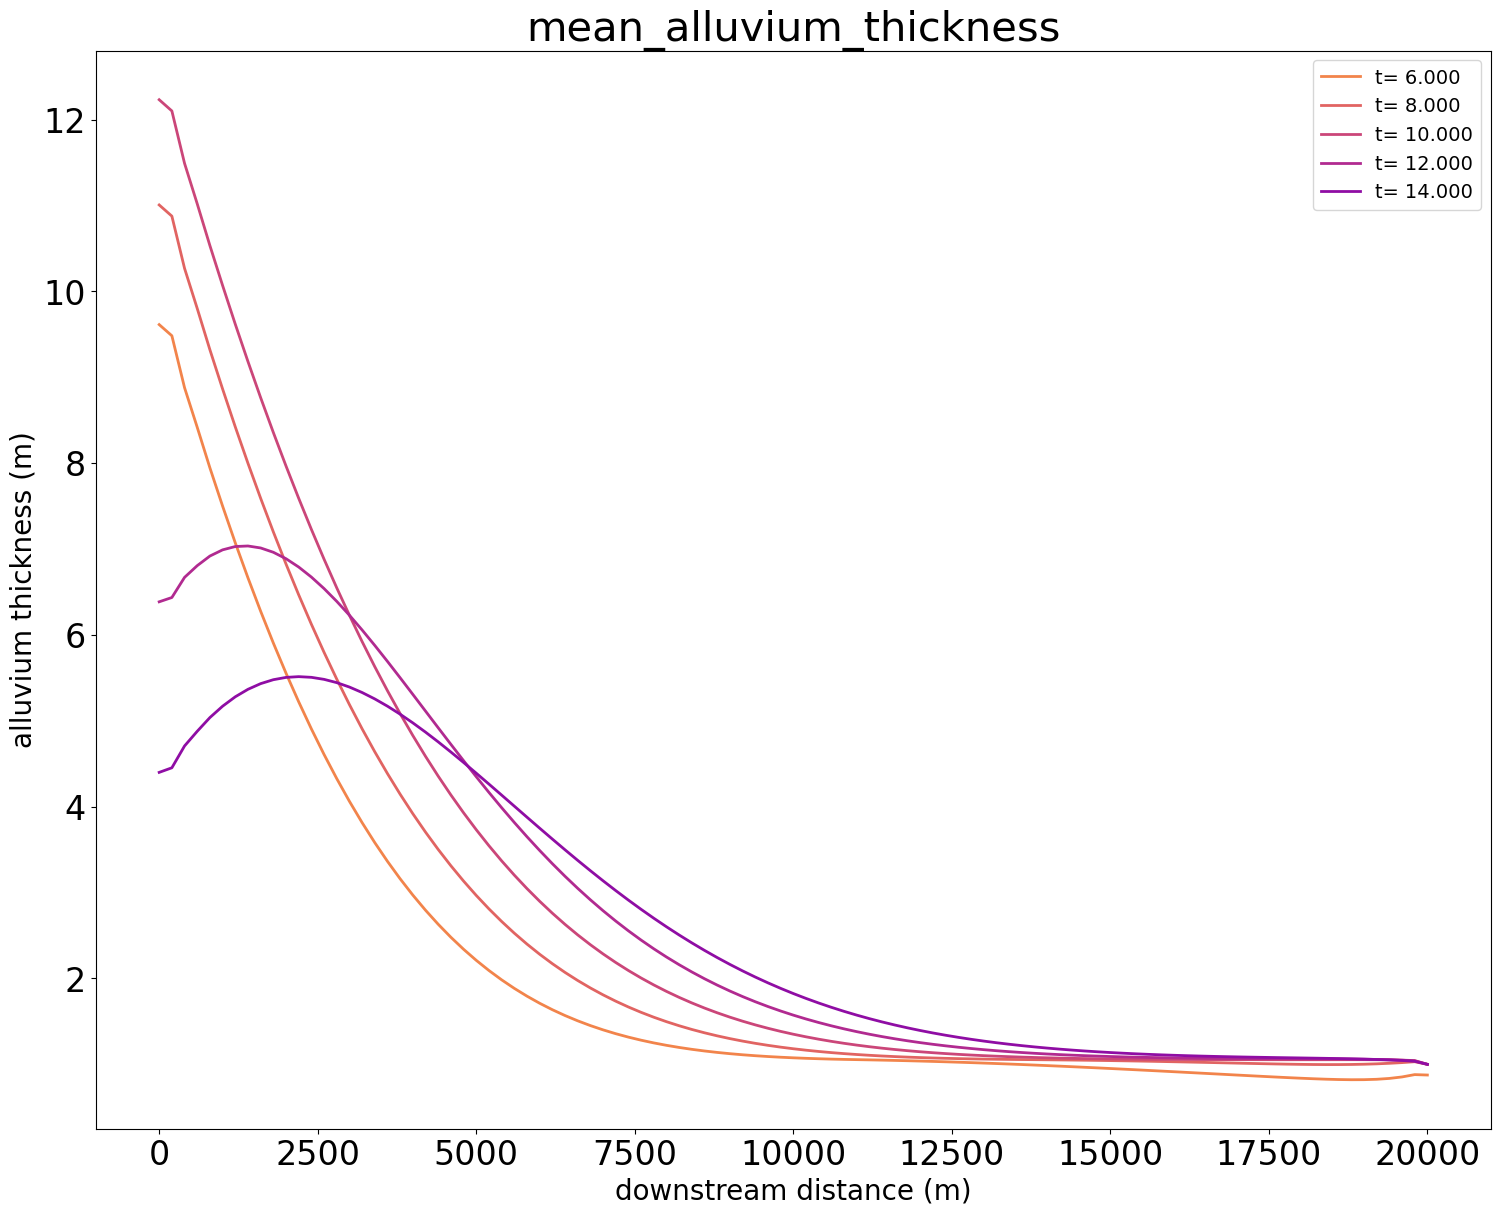 mean_alluvium_thickness
t= 6.000
t= 8.000
t= 10.000
t= 12.000
t= 14.000
12
10
8
6
4
2
alluvium thickness (m)
0 2500 5000 7500 10000 12500 15000 17500 20000
downstream distance (m)